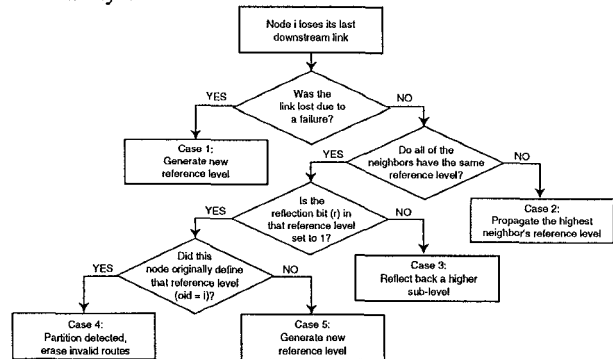 Node i loses its last
downstream link
YES
Was the
link lost due to
a failure?
NO
Case 1:
Generate new
reference level
YES
Do all of the
neighbors have the same
reference level?
NO
Case 2:
Propagate the highest
neighbor's reference level
YES
Is the
reflection bit (r) in
that reference level
set to 1?
NO
Case 3:
Reflect back a higher
sub-level
YES
Did this
node originally define
that reference level
(oid = i)?
NO
Case 4:
Partition detected,
erase invalid routes
Case 5:
Generate new
reference level